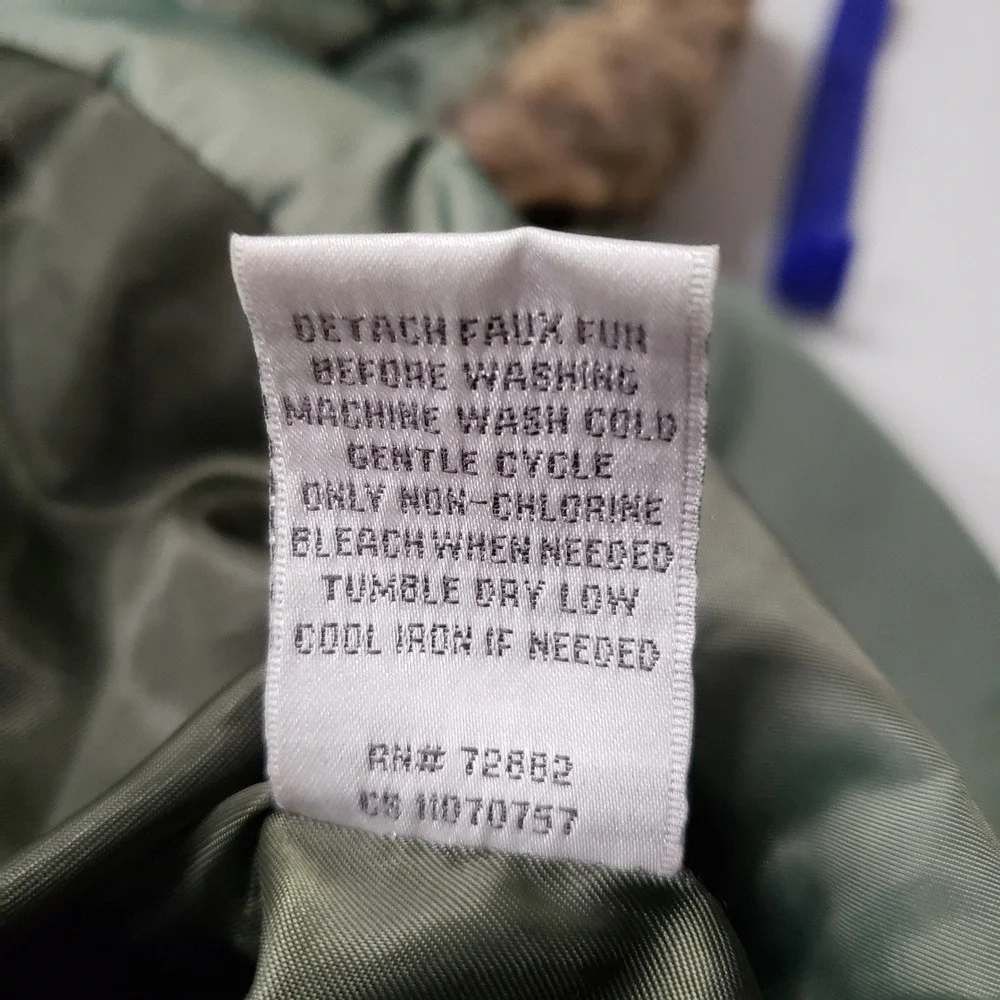 DETACH FAUX FUR
BEFORE WASHING
MACHINE WASH COLD
GENTLE CYCLE
ONLY NON-CHLORINE
BLEACH WHEN NEEDED
TUMBLE DRY LOW
COOL IRON IF NEEDED
RN# 72882
CS 11070757